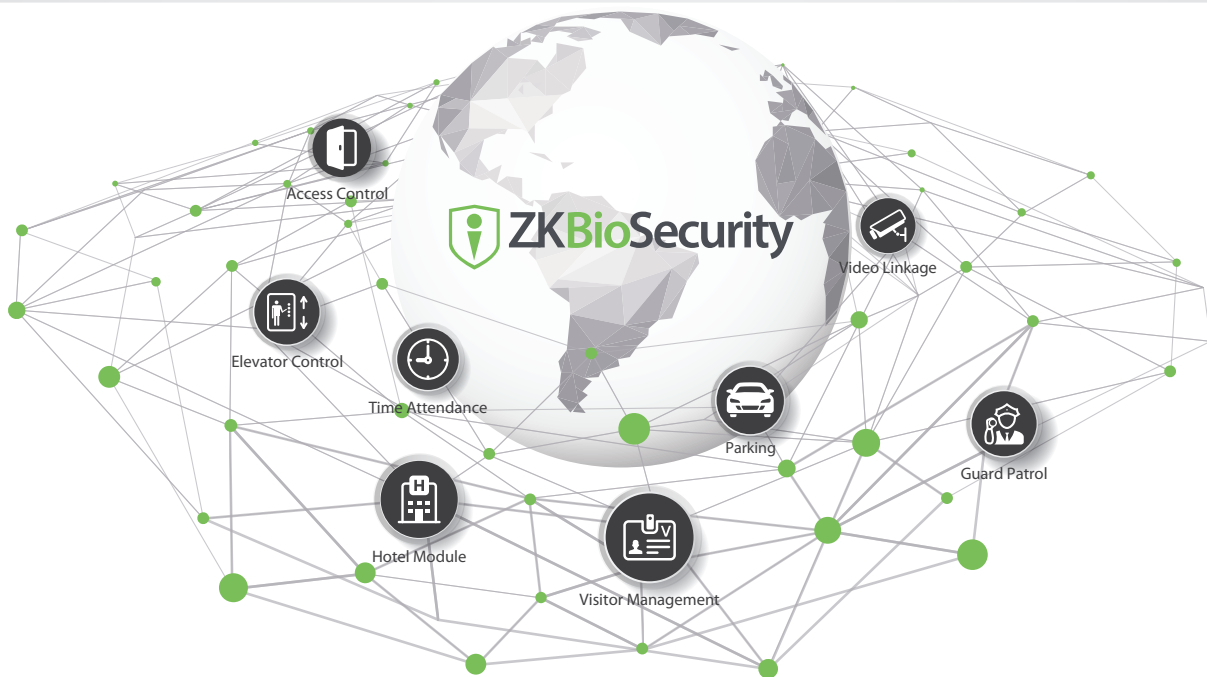 Access Control
ZKBioSecurity
Video Linkage
Elevator Control
Time Attendance
Parking
Guard Patrol
H
Hotel Module
V
Visitor Management